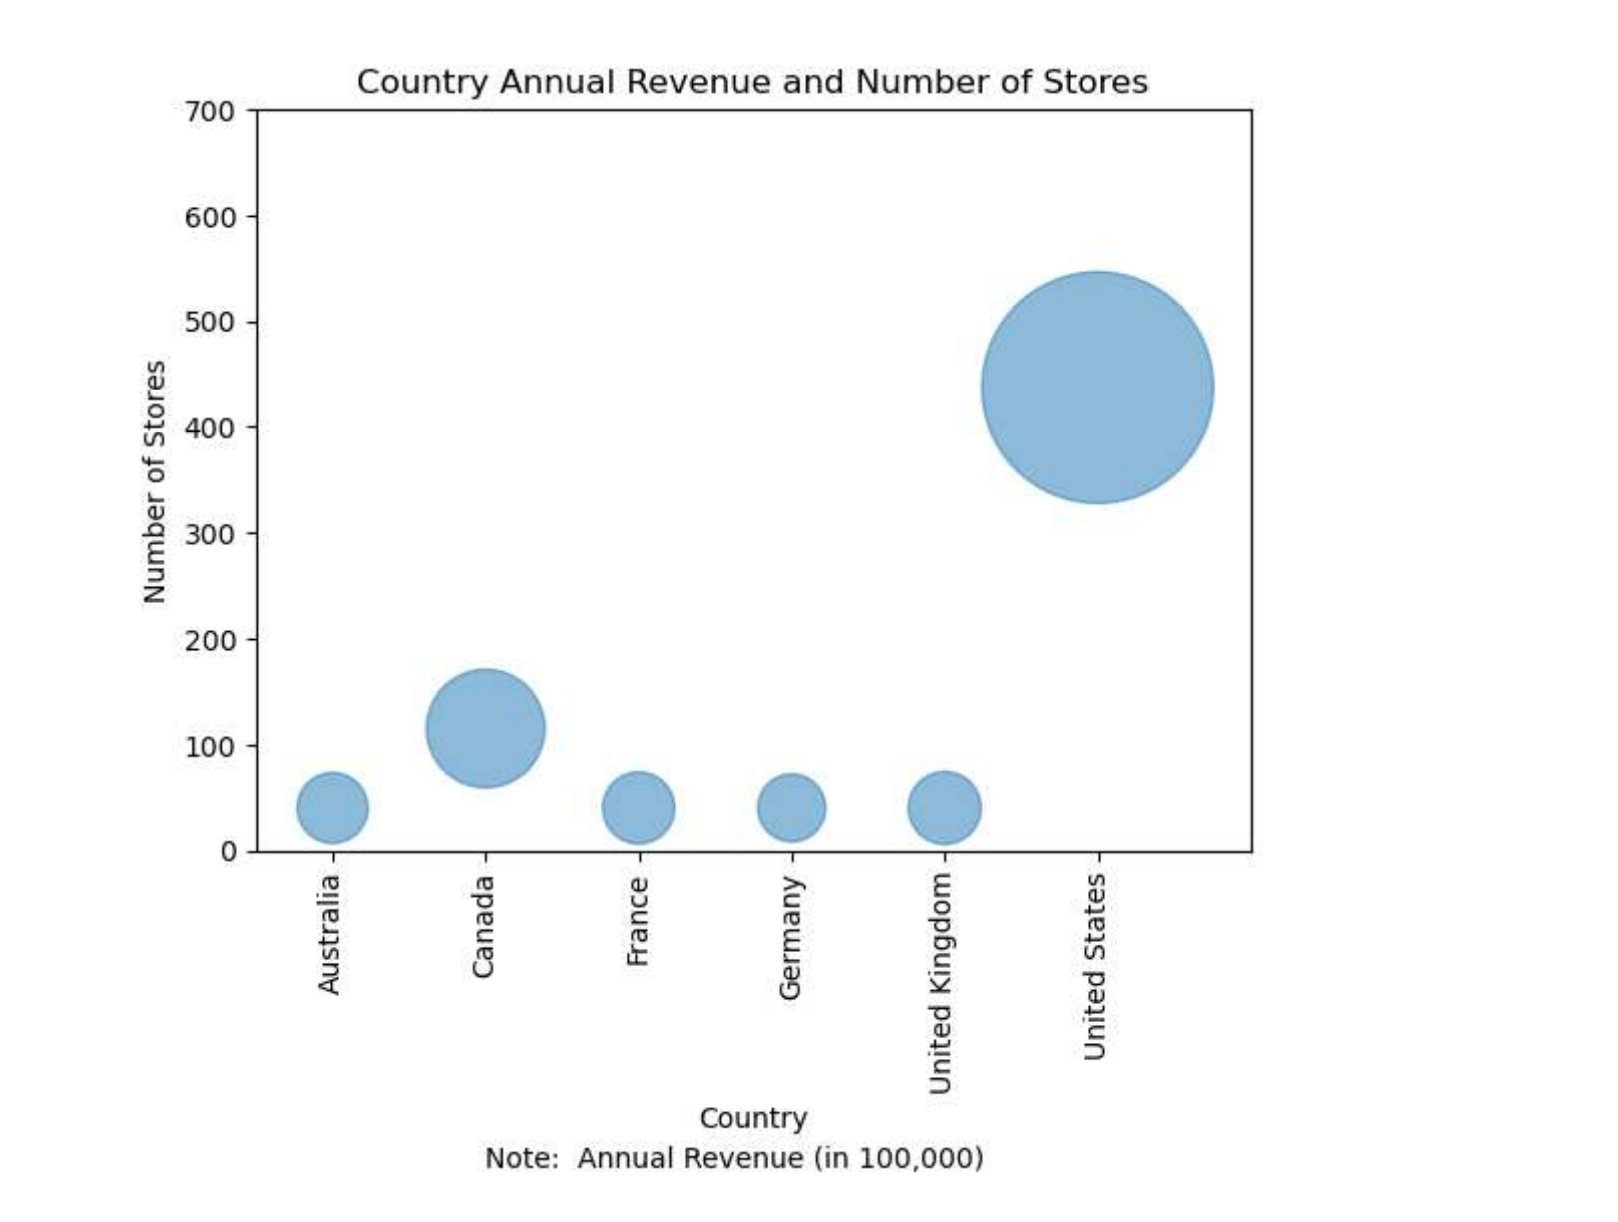 Country Annual Revenue and Number of Stores
700
600
500
400
300
200
100
0
Number of Stores
Australia
Canada
France
Germany
United Kingdom
United States
Country
Note:  Annual Revenue (in 100,000)